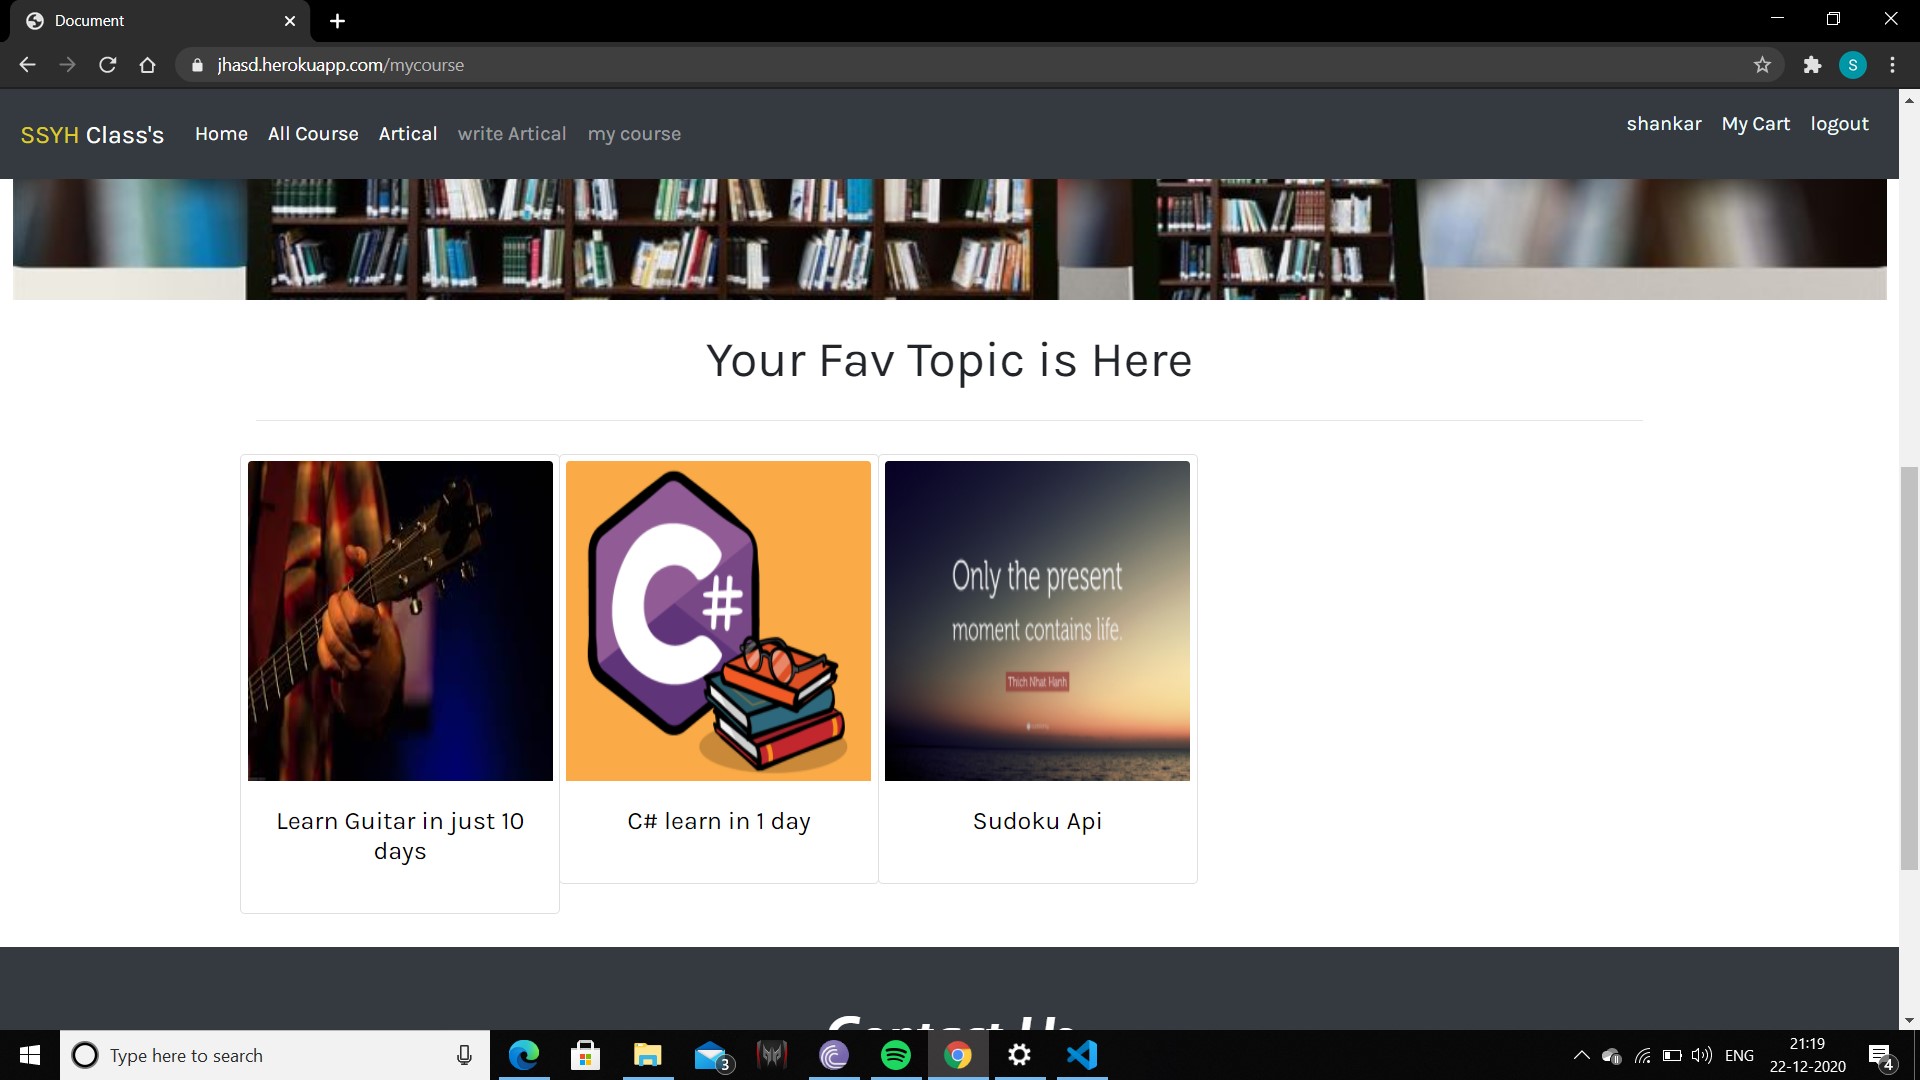 Document
jhasd.herokuapp.com/mycourse
S
SSYH Class's Home All Course Artical write Artical my course shankar My Cart logout
Your Fav Topic is Here
C#
Only the present
moment contains life.
Thich Nhat Hanh
Learn Guitar in just 10
days
C# learn in 1 day
Sudoku Api
Contact Us
Type here to search
3
ENG
21:19
22-12-2020
4